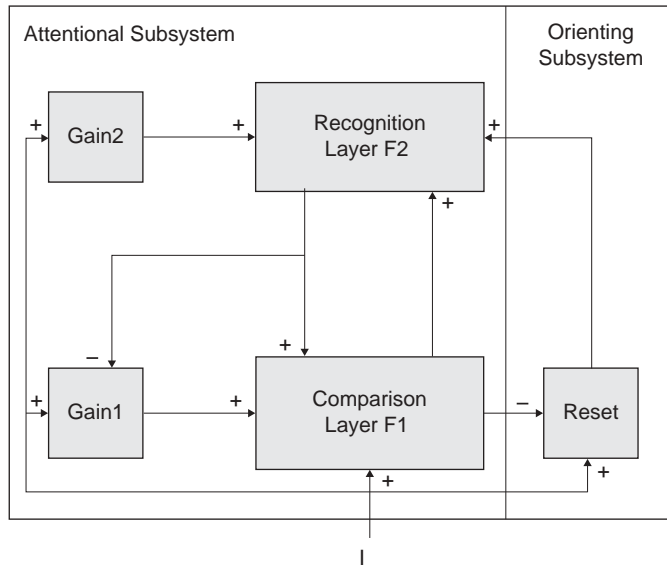 Attentional Subsystem
Orienting
Subsystem
+
Gain2
+
Recognition
Layer F2
+
+
+
−
+
Gain1
+
Comparison
Layer F1
−
Reset
+
+
I